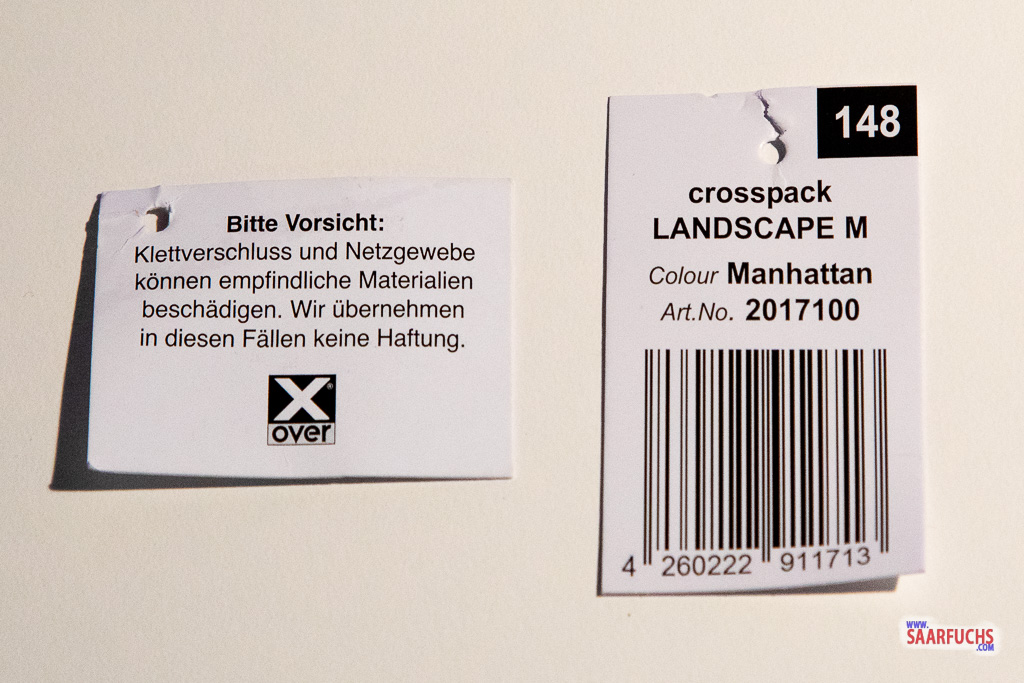 Bitte Vorsicht:
Klettverschluss und Netzgewebe
können empfindliche Materialien
beschädigen. Wir übernehmen
in diesen Fällen keine Haftung.
X®
over
148
crosspack
LANDSCAPE M
Colour Manhattan
Art.No. 2017100
4 260222 911713
WWW.
SAARFUCHS
.COM